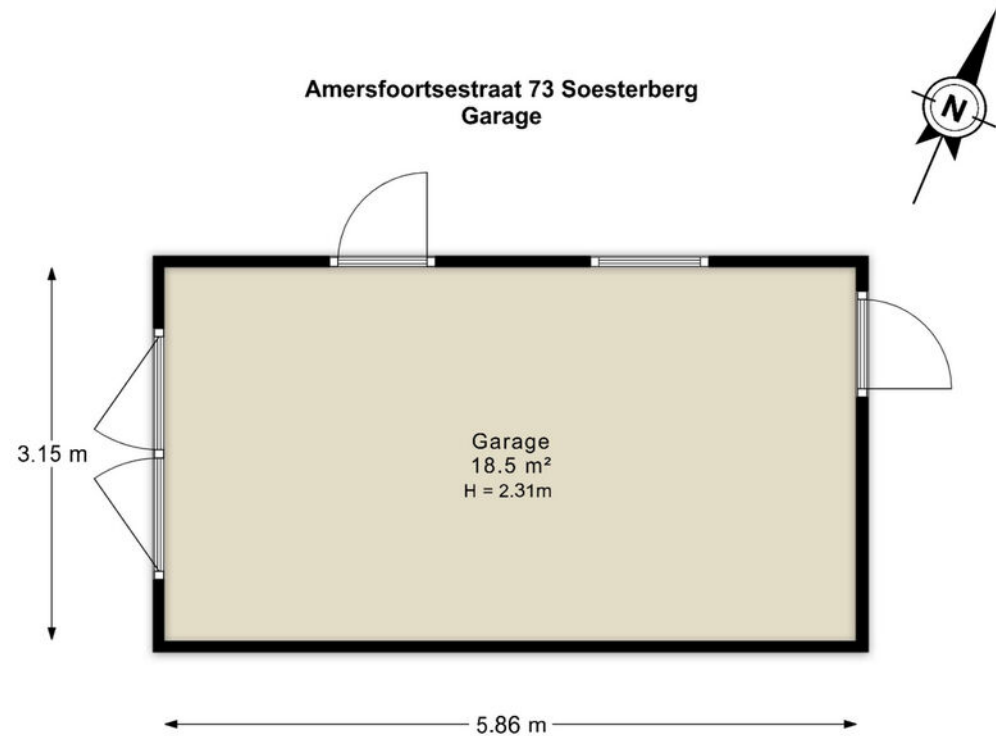 Amersfoortsestraat 73 Soesterberg
Garage
N
3.15 m
Garage
18.5 m²
H = 2.31m
5.86 m